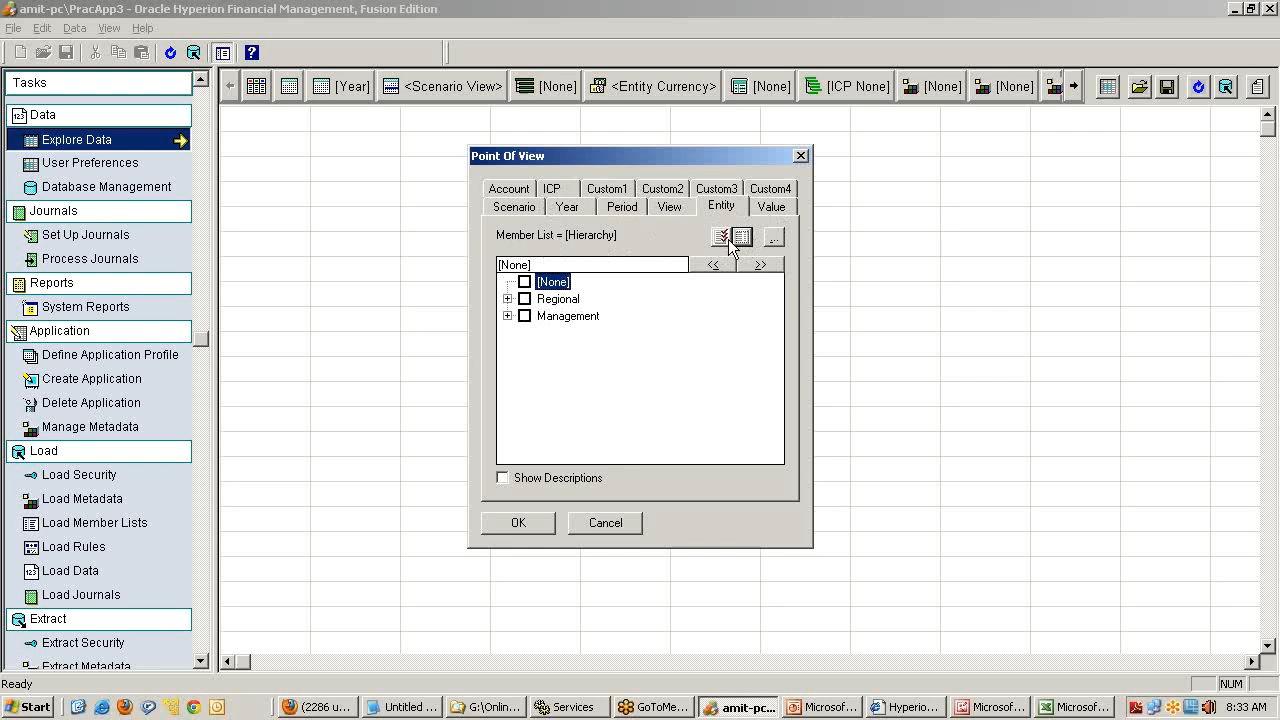 amit-pc\PracApp3 - Oracle Hyperion Financial Management, Fusion Edition
File Edit Data View Help
Tasks
[Year] <Scenario View> [None] <Entity Currency> [None] [ICP None] [None] [None]
Data
Explore Data
User Preferences
Database Management
Journals
Set Up Journals
Process Journals
Reports
System Reports
Application
Define Application Profile
Create Application
Delete Application
Manage Metadata
Load
Load Security
Load Metadata
Load Member Lists
Load Rules
Load Data
Load Journals
Extract
Extract Security
Extract Metadata
Point Of View
Account ICP Custom1 Custom2 Custom3 Custom4
Scenario Year Period View Entity Value
Member List = [Hierarchy]
...
[None] << >>
[None]
Regional
Management
Show Descriptions
OK Cancel
Ready
NUM
Start (2286 u... Untitled ... G:\Onlin... Services GoToMe... amit-pc... Microsof... Hyperio... Microsof... Microsof... 8:33 AM